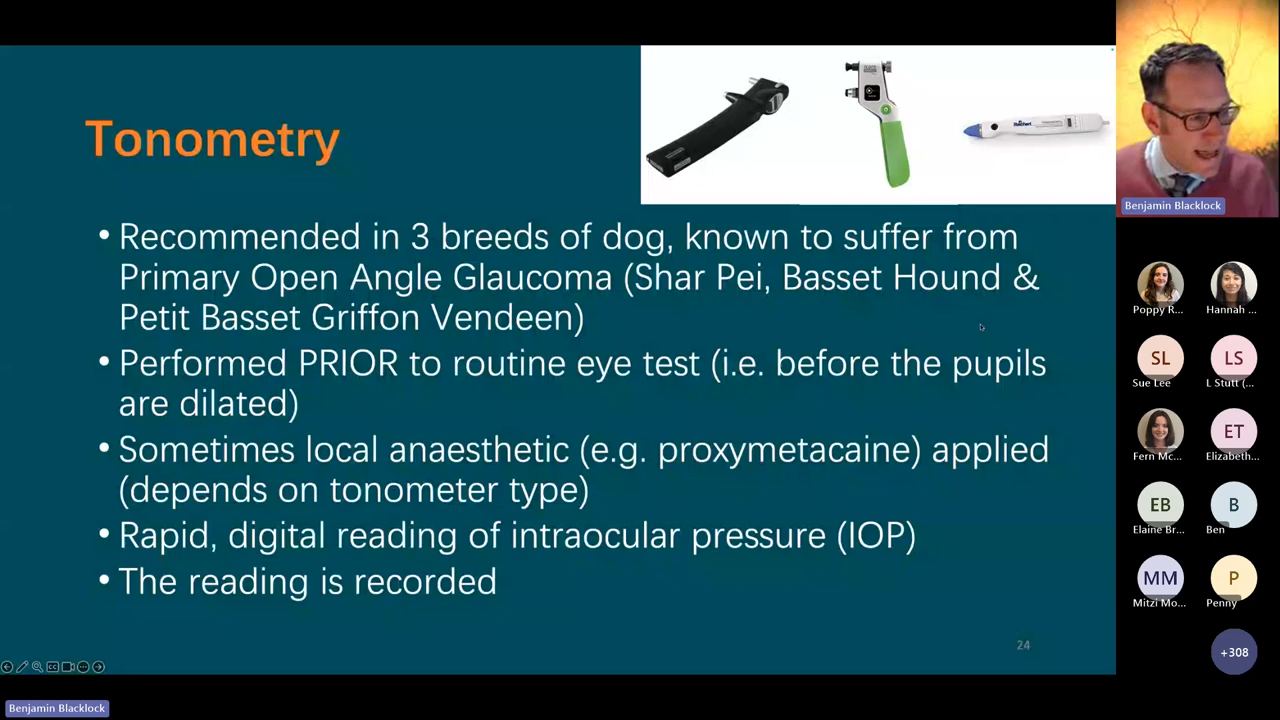 Tonometry
Reichert
• Recommended in 3 breeds of dog, known to suffer from
Primary Open Angle Glaucoma (Shar Pei, Basset Hound &
Petit Basset Griffon Vendeen)
• Performed PRIOR to routine eye test (i.e. before the pupils
are dilated)
• Sometimes local anaesthetic (e.g. proxymetacaine) applied
(depends on tonometer type)
• Rapid, digital reading of intraocular pressure (IOP)
• The reading is recorded
24
Benjamin Blacklock
Benjamin Blacklock
Poppy R...
Hannah ...
SL
Sue Lee
LS
L Stutt (...
Fern Mc...
ET
Elizabeth...
EB
Elaine Br...
B
Ben
MM
Mitzi Mo...
P
Penny
+308